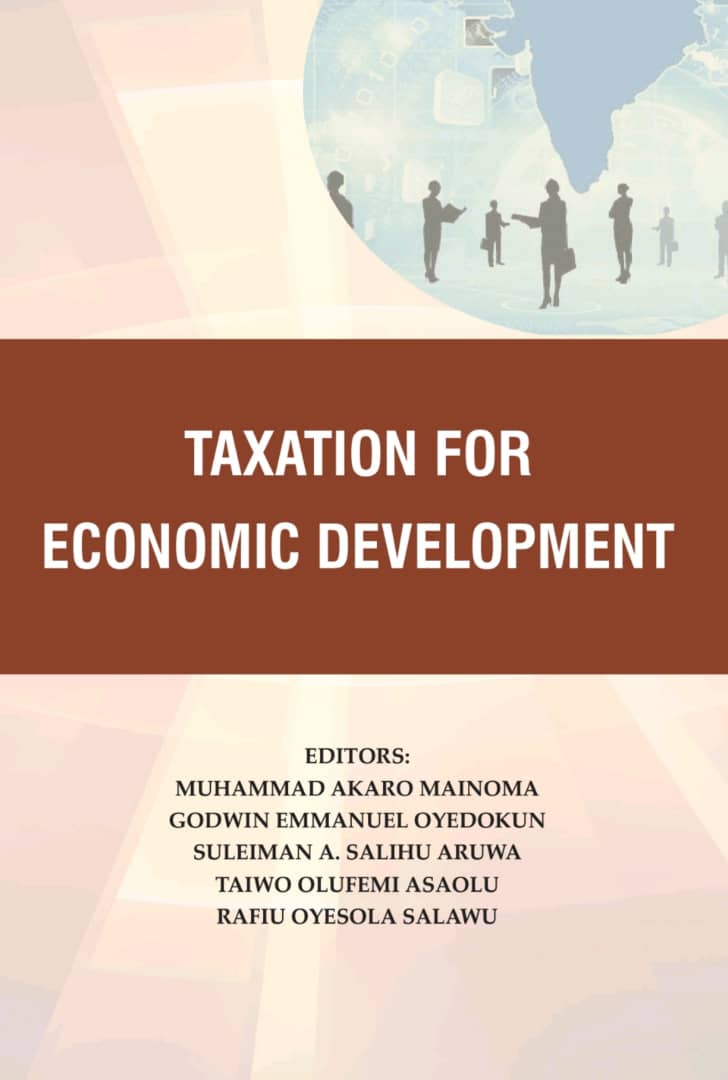 TAXATION FOR
ECONOMIC DEVELOPMENT
EDITORS:
MUHAMMAD AKARO MAINOMA
GODWIN EMMANUEL OYEDOKUN
SULEIMAN A. SALIHU ARUWA
TAIWO OLUFEMI ASAOLU
RAFIU OYESOLA SALAWU